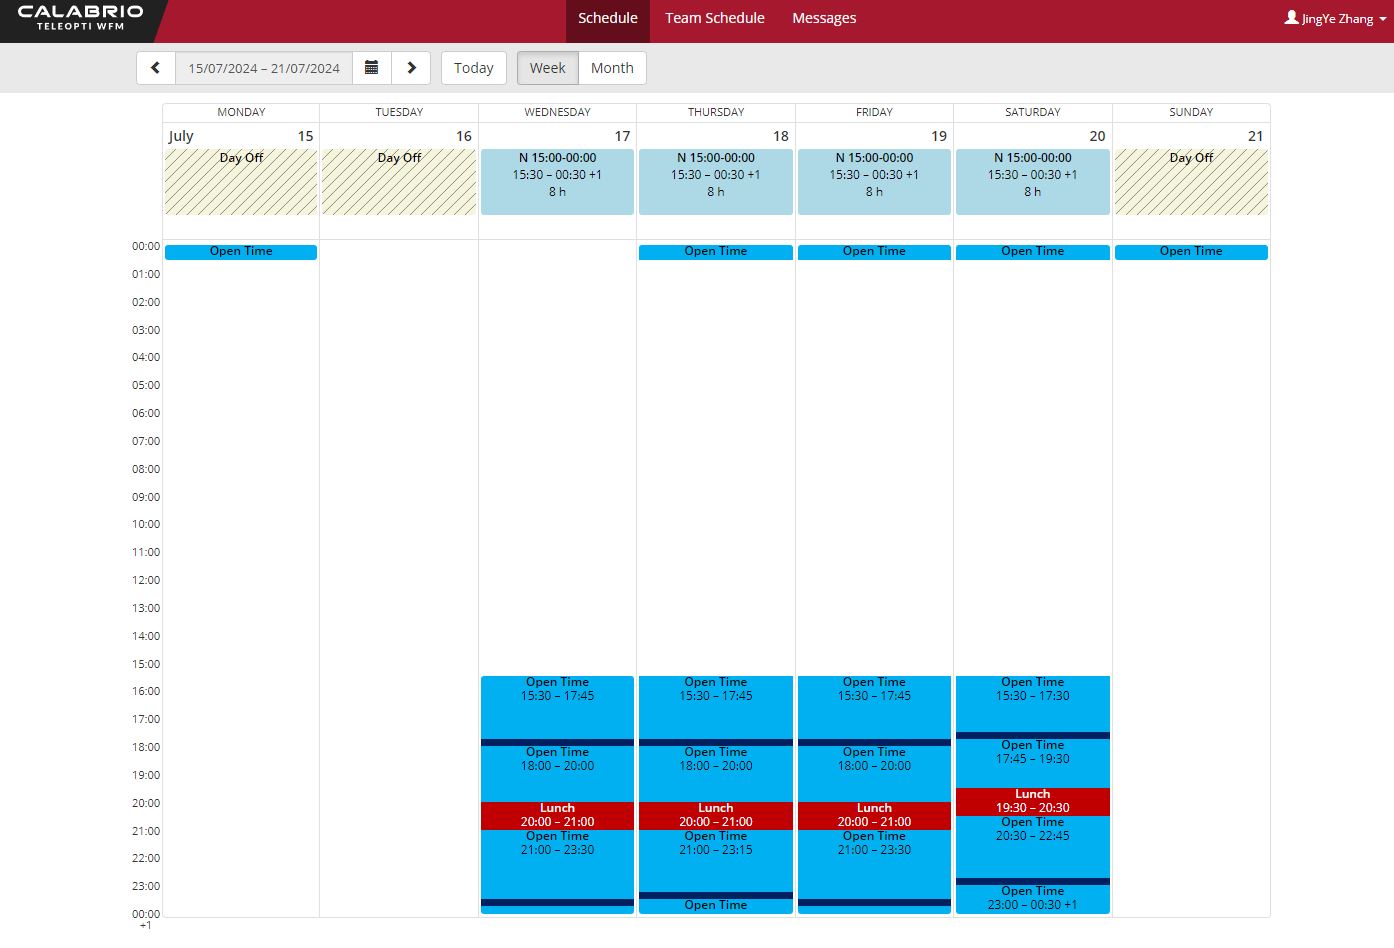 CALABRIO
TELEOPTI WFM
Schedule
Team Schedule
Messages
JingYe Zhang
15/07/2024 – 21/07/2024
Today
Week
Month
MONDAY
TUESDAY
WEDNESDAY
THURSDAY
FRIDAY
SATURDAY
SUNDAY
July 15
16
17
18
19
20
21
Day Off
Day Off
N 15:00-00:00
15:30 – 00:30 +1
8 h
N 15:00-00:00
15:30 – 00:30 +1
8 h
N 15:00-00:00
15:30 – 00:30 +1
8 h
N 15:00-00:00
15:30 – 00:30 +1
8 h
Day Off
00:00
01:00
02:00
03:00
04:00
05:00
06:00
07:00
08:00
09:00
10:00
11:00
12:00
13:00
14:00
15:00
16:00
17:00
18:00
19:00
20:00
21:00
22:00
23:00
00:00
+1
Open Time
Open Time
15:30 – 17:45
Open Time
18:00 – 20:00
Lunch
20:00 – 21:00
Open Time
21:00 – 23:30
Open Time
Open Time
15:30 – 17:45
Open Time
18:00 – 20:00
Lunch
20:00 – 21:00
Open Time
21:00 – 23:15
Open Time
Open Time
Open Time
15:30 – 17:45
Open Time
18:00 – 20:00
Lunch
20:00 – 21:00
Open Time
21:00 – 23:30
Open Time
Open Time
15:30 – 17:30
Open Time
17:45 – 19:30
Lunch
19:30 – 20:30
Open Time
20:30 – 22:45
Open Time
23:00 – 00:30 +1
Open Time